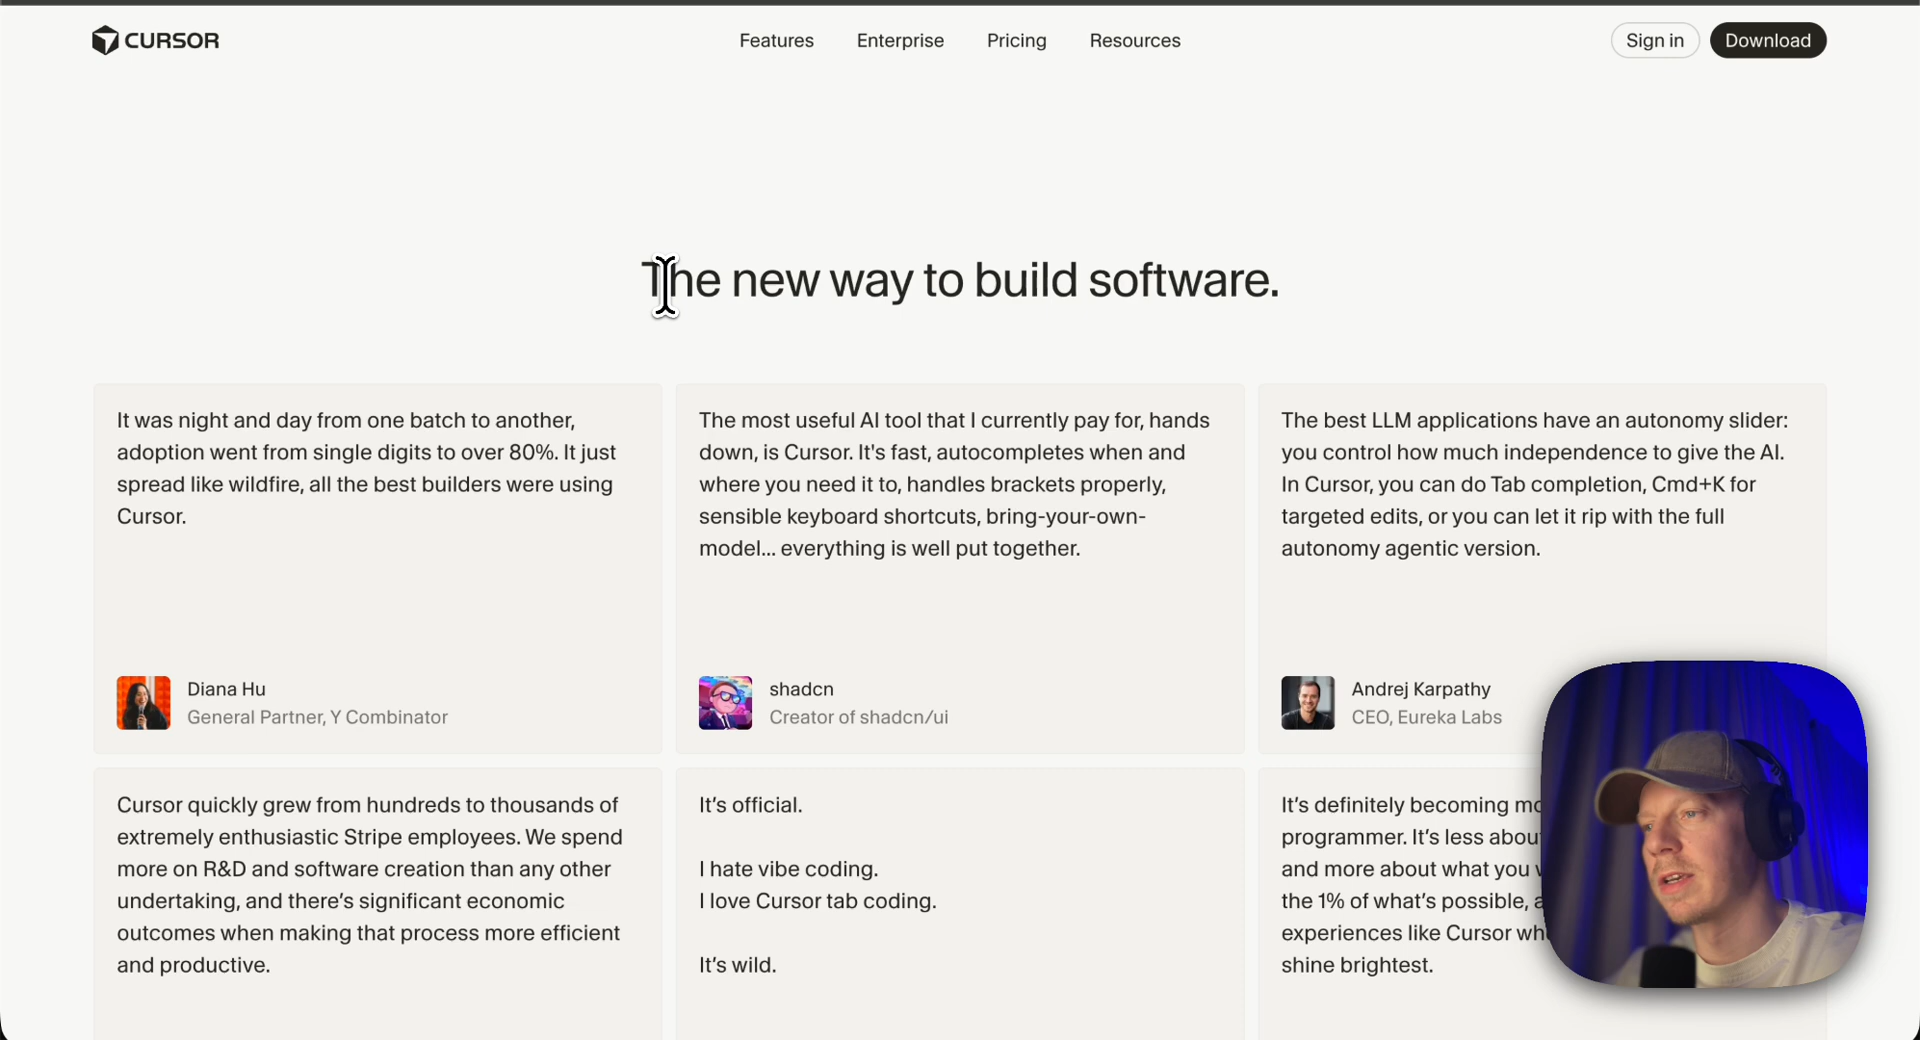 CURSOR
Features
Enterprise
Pricing
Resources
Sign in
Download
The new way to build software.
It was night and day from one batch to another,
adoption went from single digits to over 80%. It just
spread like wildfire, all the best builders were using
Cursor.
Diana Hu
General Partner, Y Combinator
The most useful AI tool that I currently pay for, hands
down, is Cursor. It's fast, autocompletes when and
where you need it to, handles brackets properly,
sensible keyboard shortcuts, bring-your-own-
model... everything is well put together.
shadcn
Creator of shadcn/ui
The best LLM applications have an autonomy slider:
you control how much independence to give the AI.
In Cursor, you can do Tab completion, Cmd+K for
targeted edits, or you can let it rip with the full
autonomy agentic version.
Andrej Karpathy
CEO, Eureka Labs
Cursor quickly grew from hundreds to thousands of
extremely enthusiastic Stripe employees. We spend
more on R&D and software creation than any other
undertaking, and there’s significant economic
outcomes when making that process more efficient
and productive.
It’s official.
I hate vibe coding.
I love Cursor tab coding.
It’s wild.
It’s definitely becoming
programmer. It’s less
and more about what you
the 1% of what’s possible,
experiences like Cursor
shine brightest.